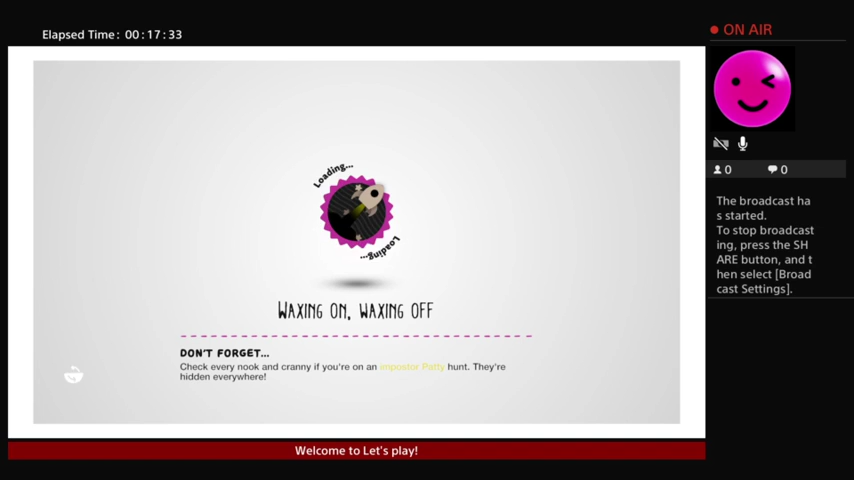 Elapsed Time: 00:17:33
ON AIR
Loading...
Loading...
WAXING ON, WAXING OFF
DON'T FORGET...
Check every nook and cranny if you're on an impostor Patty hunt. They're
hidden everywhere!
0
0
The broadcast ha
s started.
To stop broadcast
ing, press the SH
ARE button, and t
hen select [Broad
cast Settings].
Welcome to Let's play!